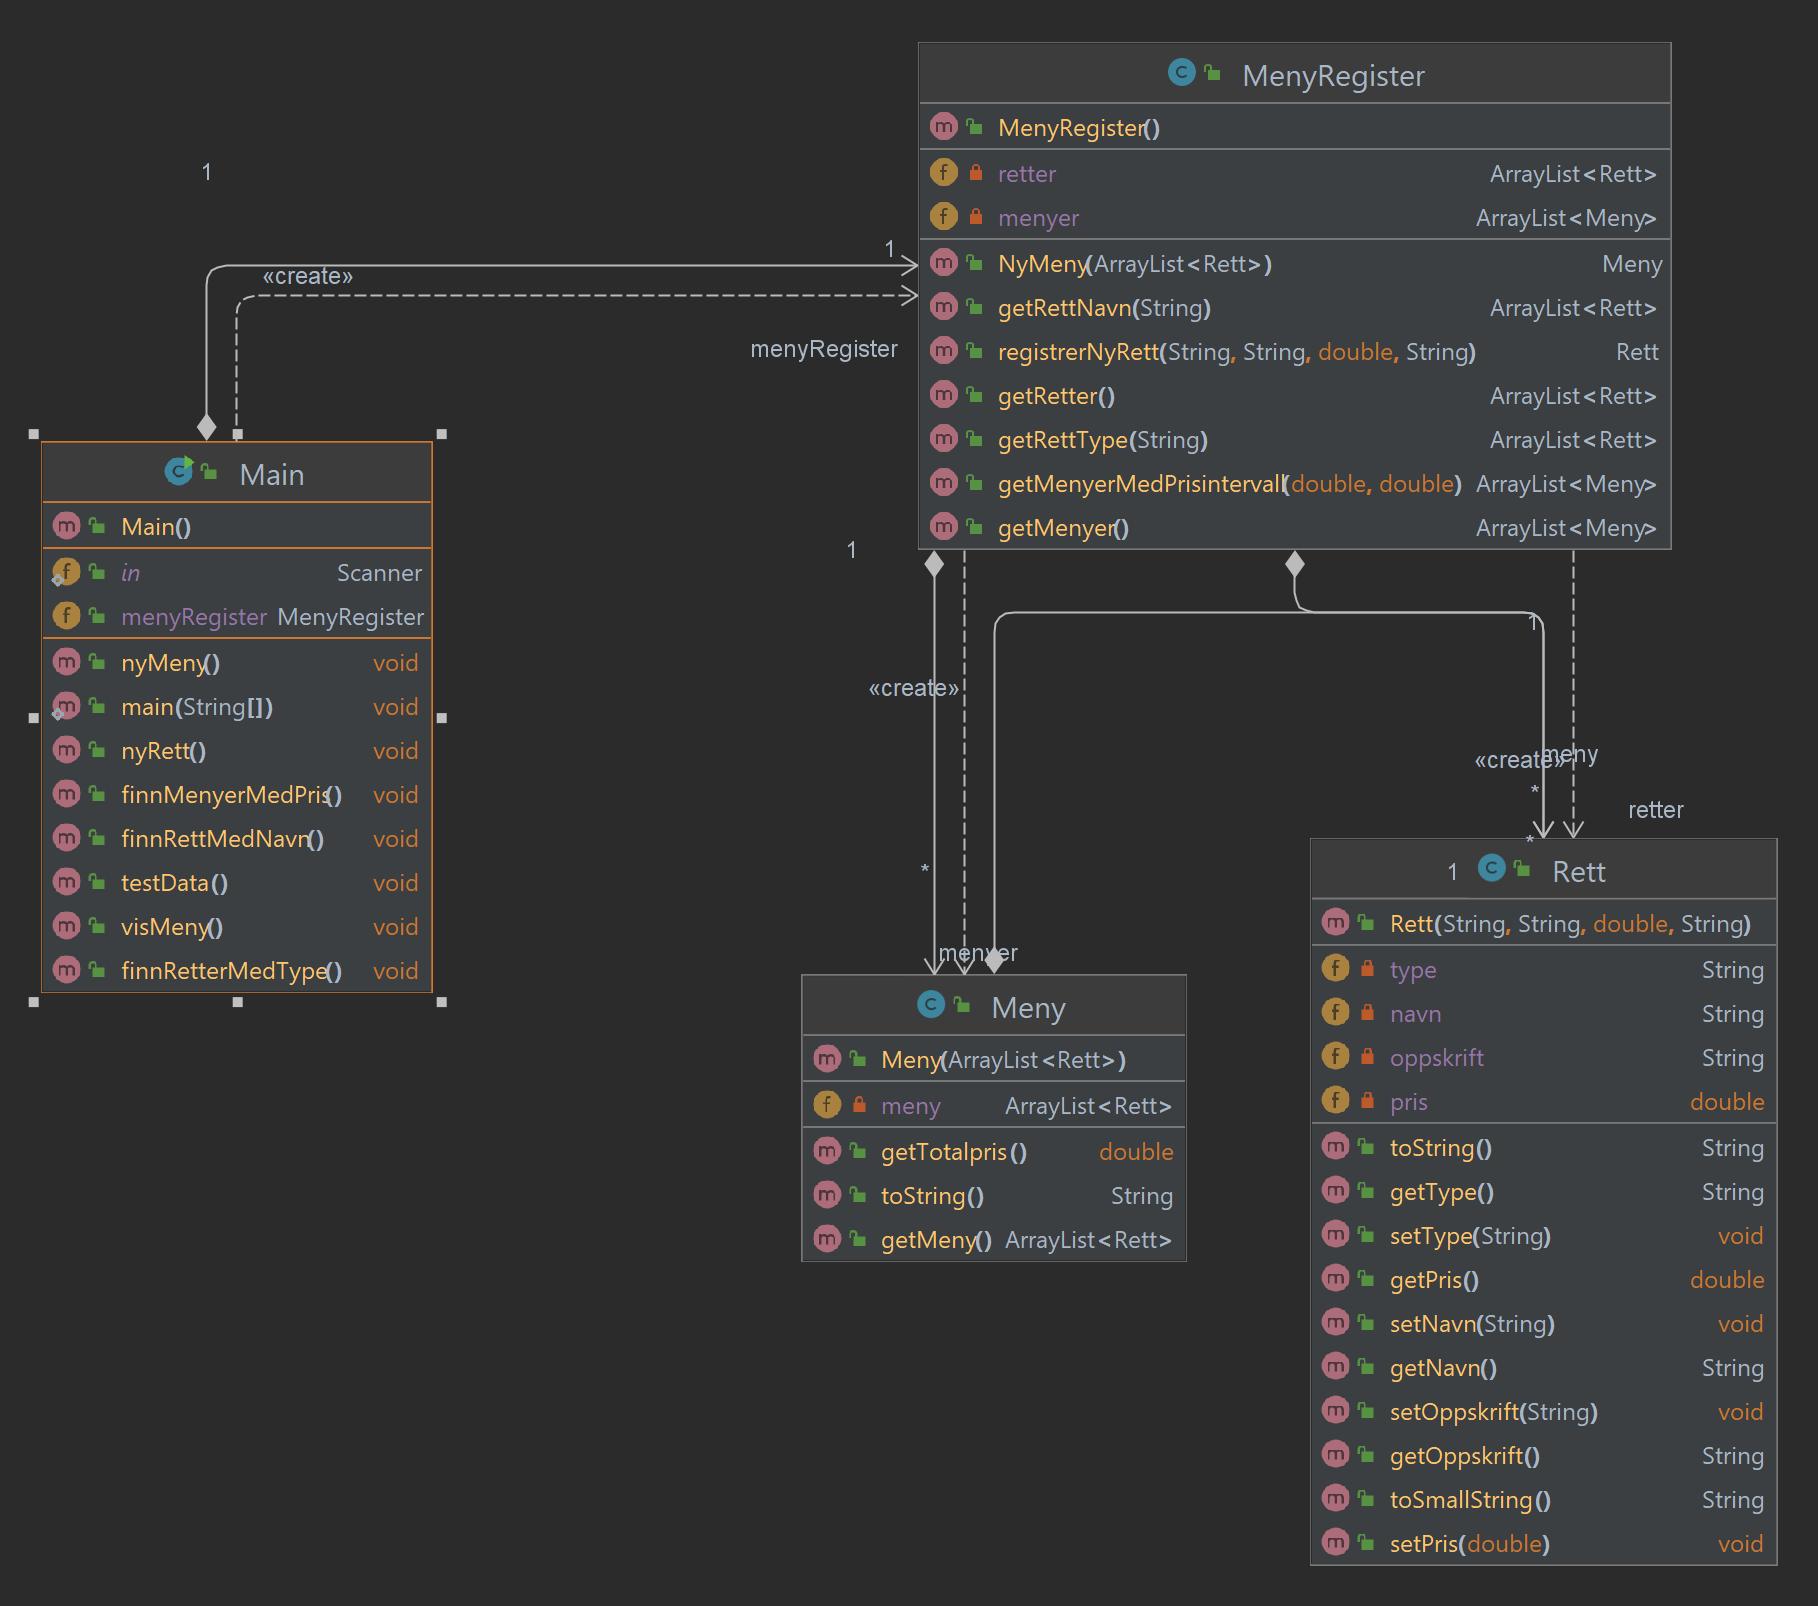 MenyRegister
MenyRegister()
retter ArrayList<Rett>
menyer ArrayList<Meny>
NyMeny(ArrayList<Rett>) Meny
getRettNavn(String) ArrayList<Rett>
registrerNyRett(String, String, double, String) Rett
getRetter() ArrayList<Rett>
getRettType(String) ArrayList<Rett>
getMenyerMedPrisintervall(double, double) ArrayList<Meny>
getMenyer() ArrayList<Meny>
1
1
«create»
menyRegister
Main
Main()
in Scanner
menyRegister MenyRegister
nyMeny() void
main(String[]) void
nyRett() void
finnMenyerMedPris() void
finnRettMedNavn() void
testData() void
visMeny() void
finnRetterMedType() void
1
1
«create»
«create»
meny
*
retter
*
*
menyer
Meny
Meny(ArrayList<Rett>)
meny ArrayList<Rett>
getTotalpris() double
toString() String
getMeny() ArrayList<Rett>
1
Rett
Rett(String, String, double, String)
type String
navn String
oppskrift String
pris double
toString() String
getType() String
setType(String) void
getPris() double
setNavn(String) void
getNavn() String
setOppskrift(String) void
getOppskrift() String
toSmallString() String
setPris(double) void